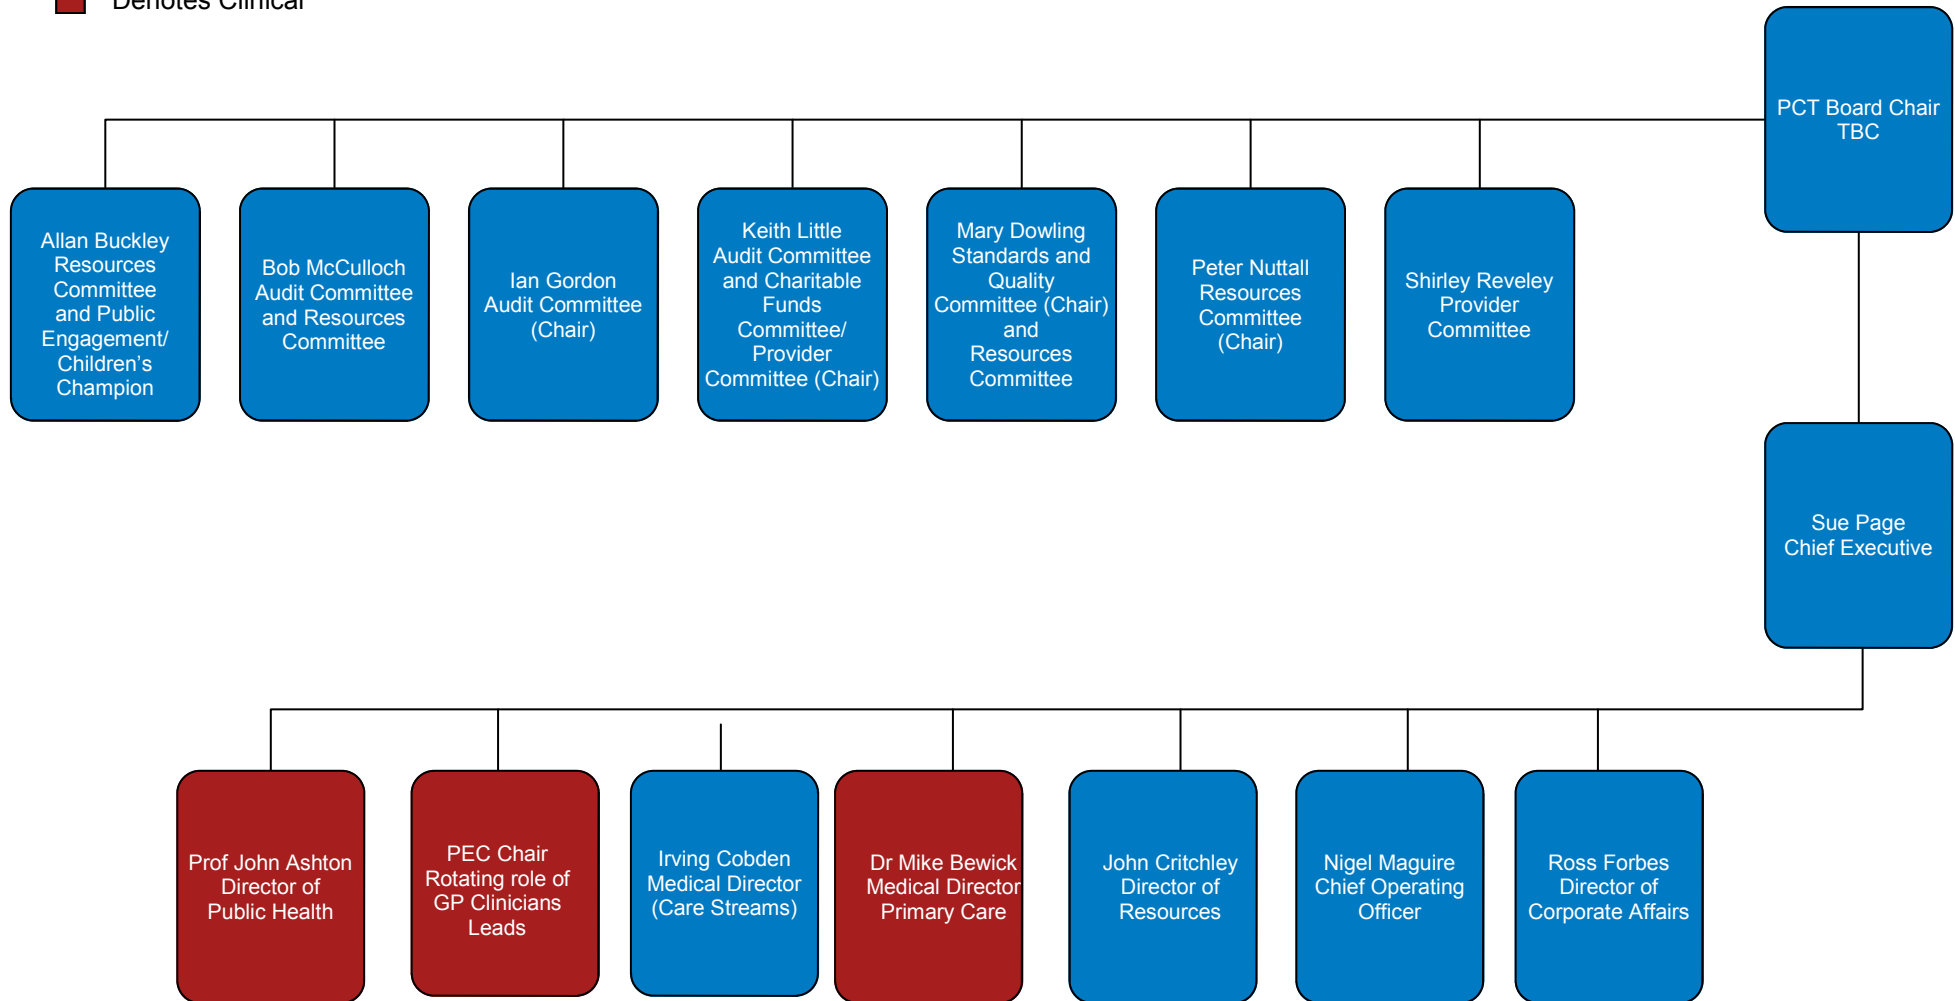 Denotes Clinical
PCT Board Chair
TBC
Allan Buckley
Resources
Committee
and Public
Engagement/
Children’s
Champion
Bob McCulloch
Audit Committee
and Resources
Committee
Ian Gordon
Audit Committee
(Chair)
Keith Little
Audit Committee
and Charitable
Funds
Committee/
Provider
Committee (Chair)
Mary Dowling
Standards and
Quality
Committee (Chair)
and
Resources
Committee
Peter Nuttall
Resources
Committee
(Chair)
Shirley Reveley
Provider
Committee
Sue Page
Chief Executive
Prof John Ashton
Director of
Public Health
PEC Chair
Rotating role of
GP Clinicians
Leads
Irving Cobden
Medical Director
(Care Streams)
Dr Mike Bewick
Medical Director
Primary Care
John Critchley
Director of
Resources
Nigel Maguire
Chief Operating
Officer
Ross Forbes
Director of
Corporate Affairs